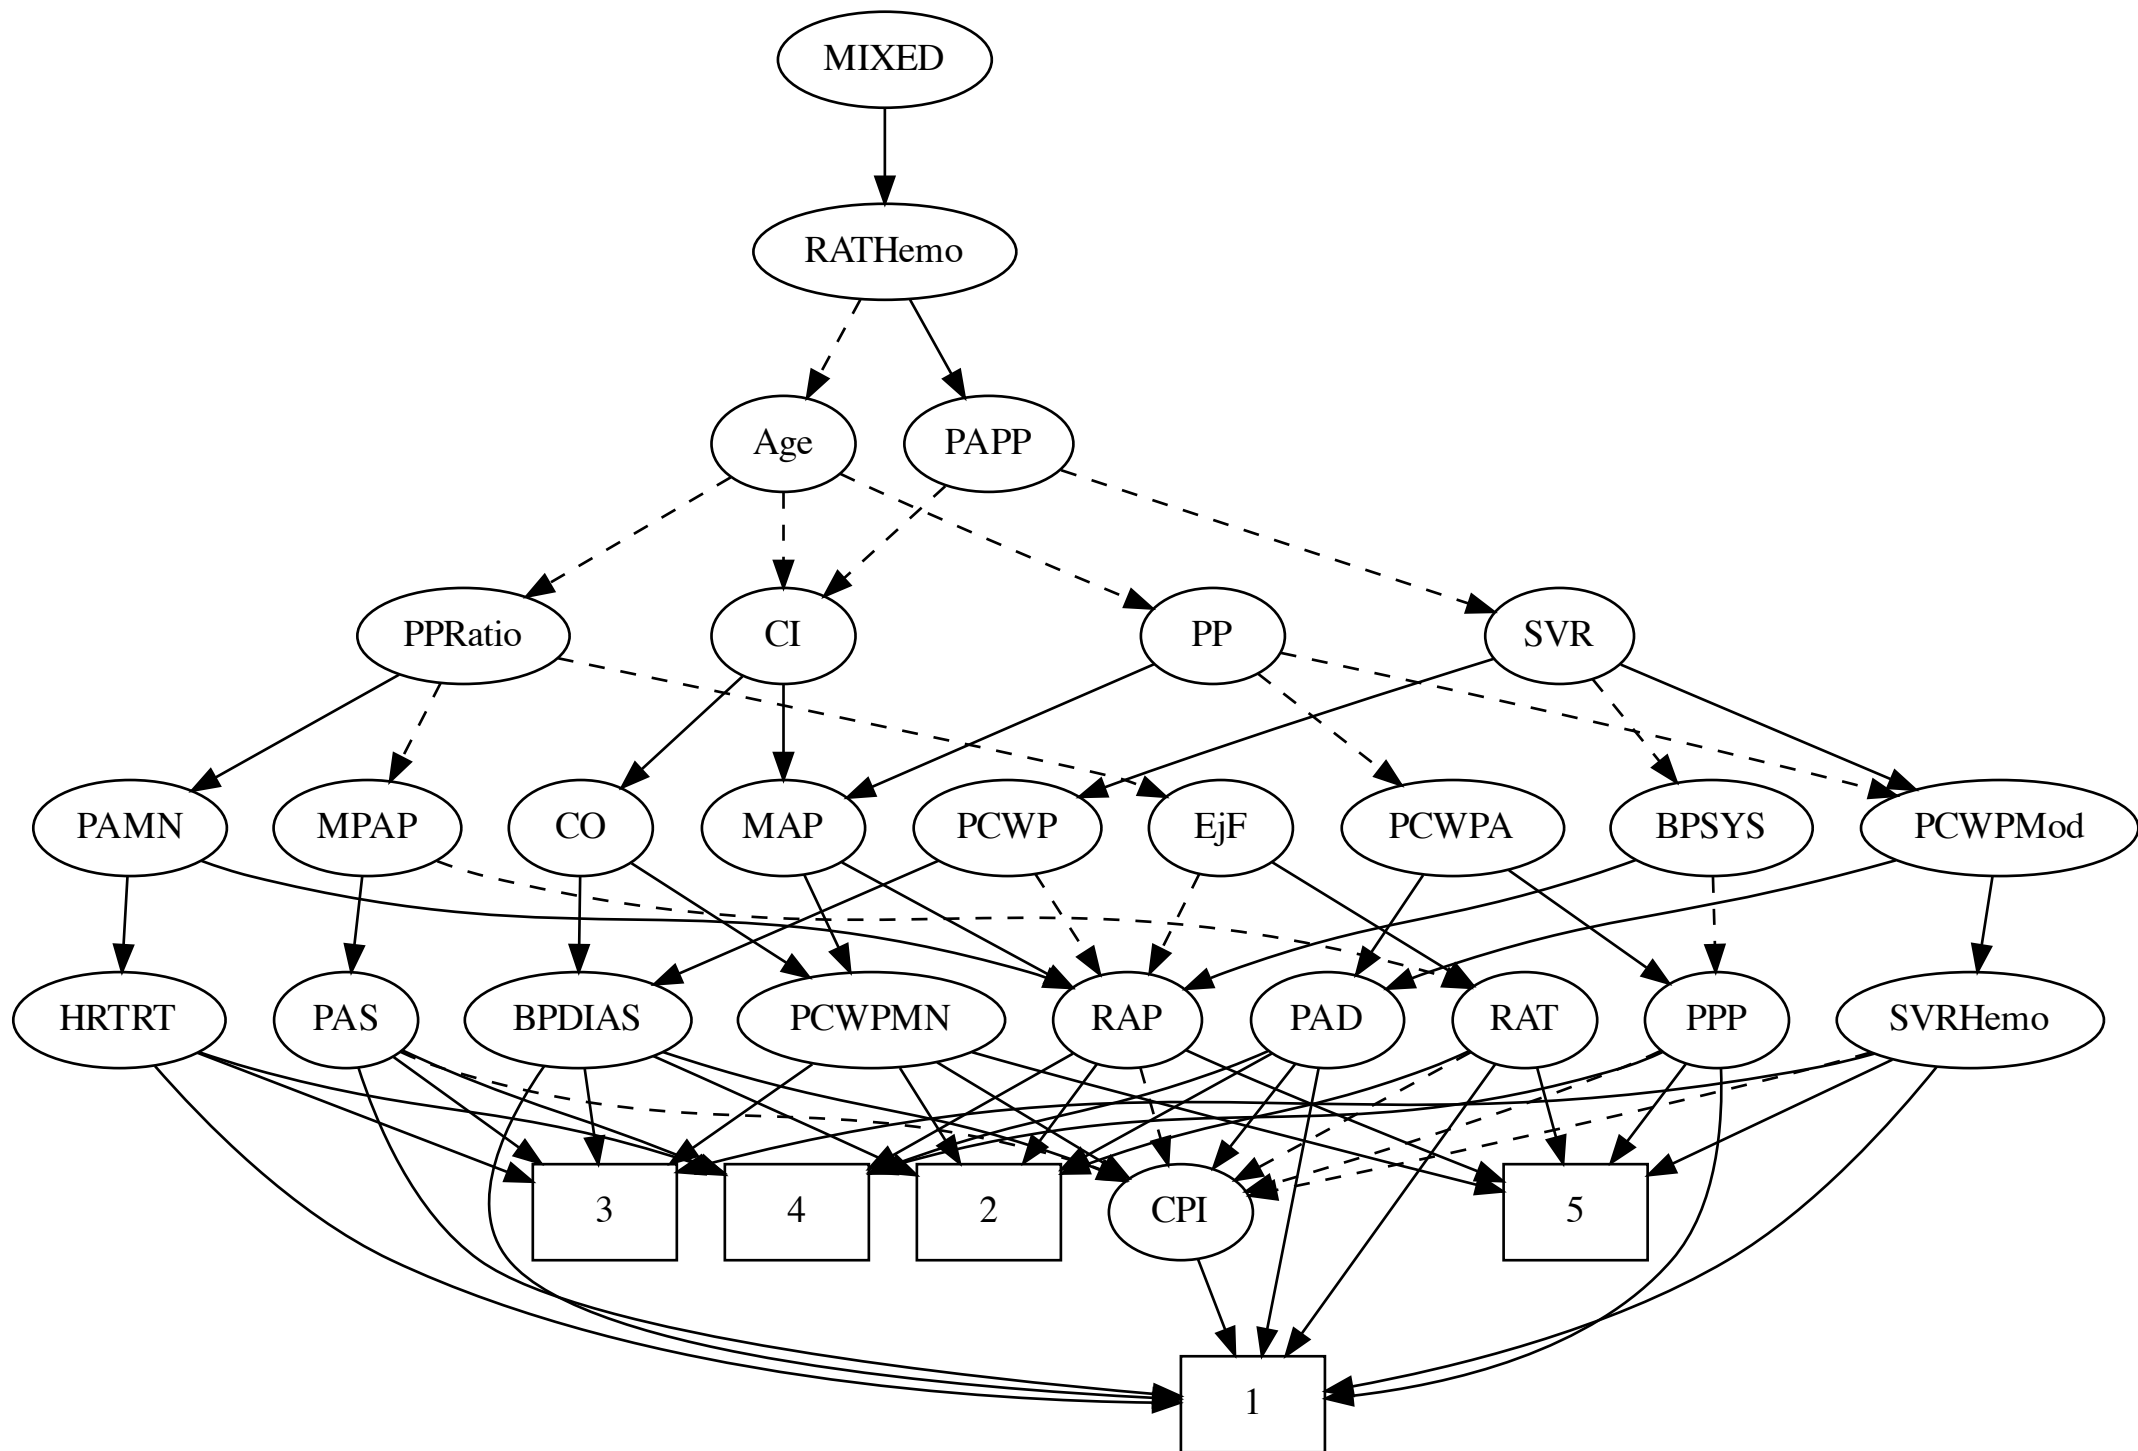 MIXED
RATHemo
Age
PAPP
PPRatio
CI
PP
SVR
PAMN
MPAP
CO
MAP
PCWP
EjF
PCWPA
BPSYS
PCWPMod
HRTRT
PAS
BPDIAS
PCWPMN
RAP
PAD
RAT
PPP
SVRHemo
3
4
2
CPI
5
1